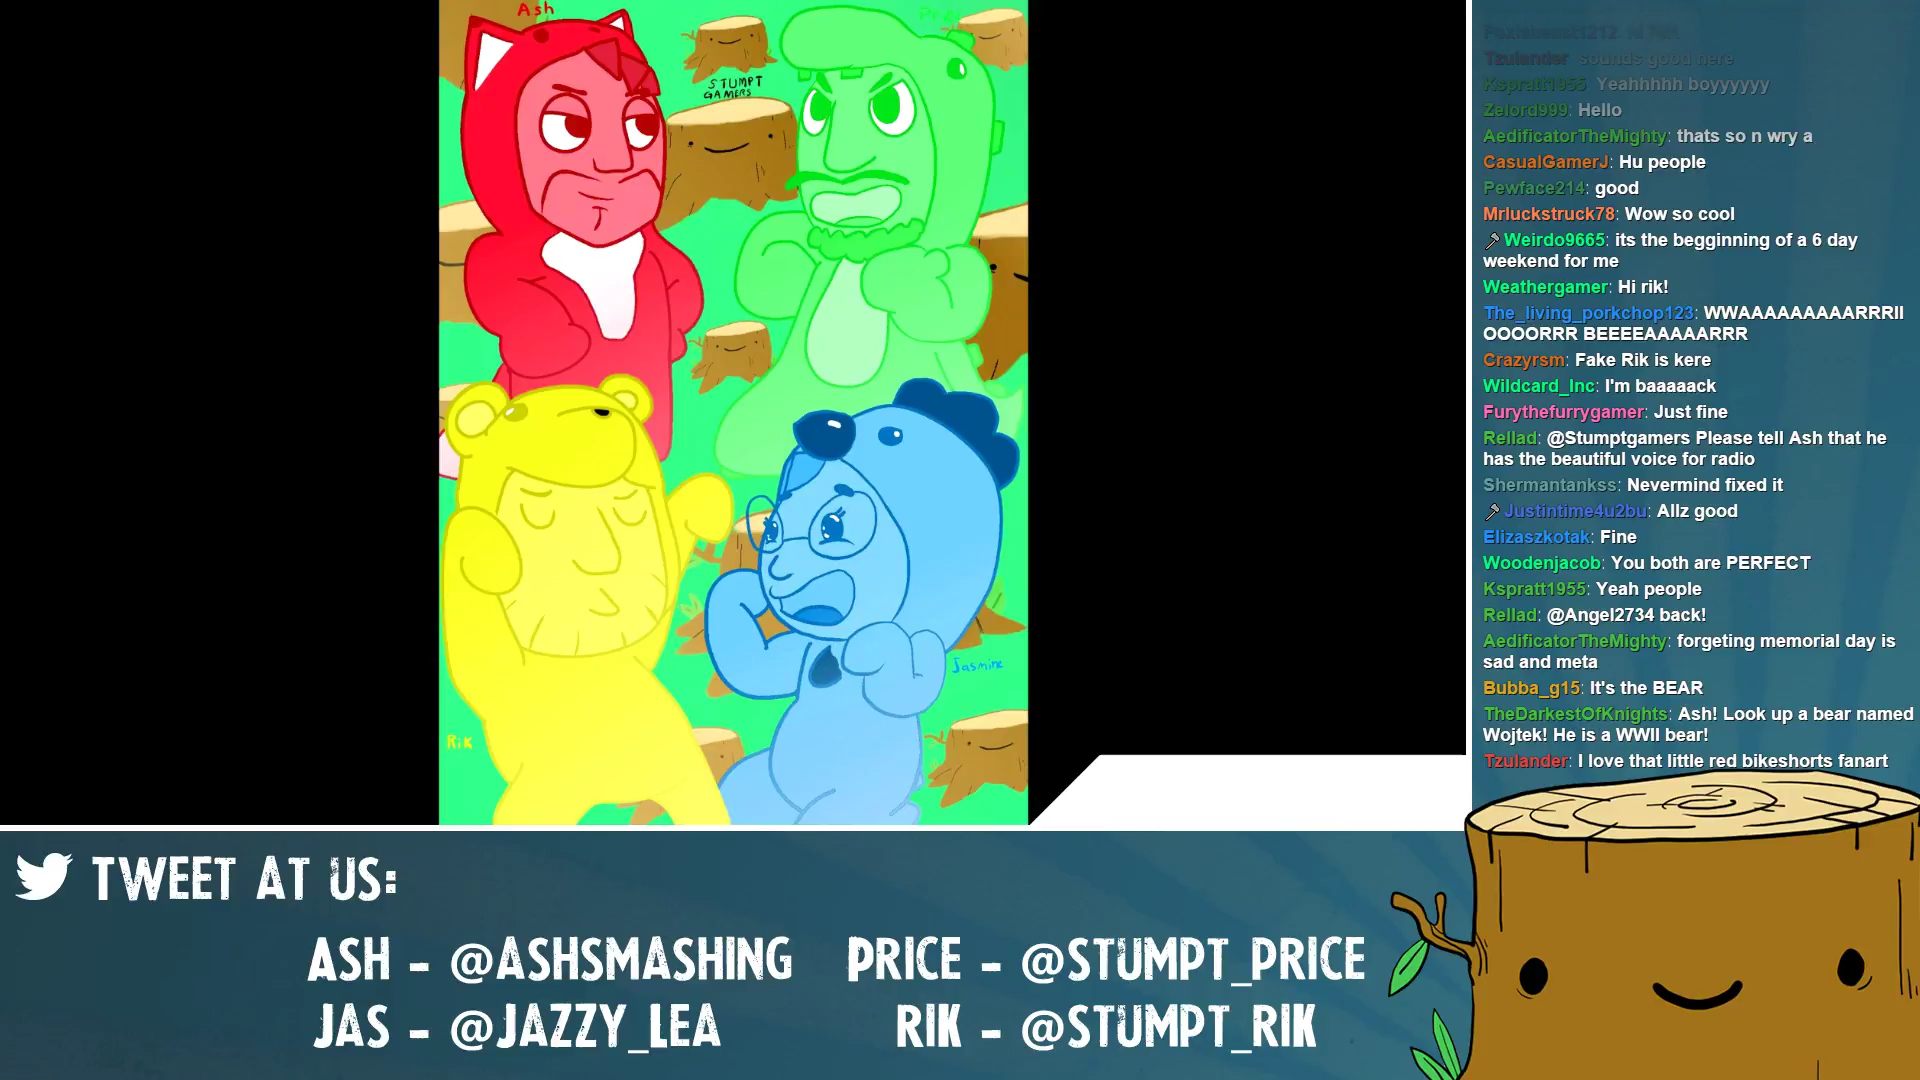 Ash
Price
STUMPT
GAMERS
Jasmine
Rik
Tzulander: sounds good here
Kspratt1955: Yeahhhhh boyyyyyy
Zelord999: Hello
AedificatorTheMighty: thats so n wry a
CasualGamerJ: Hu people
Pewface214: good
Mrluckstruck78: Wow so cool
Weirdo9665: its the begginning of a 6 day
weekend for me
Weathergamer: Hi rik!
The_living_porkchop123: WWAAAAAAAAARRRII
OOOORRR BEEEEAAAAARRR
Crazyrsm: Fake Rik is kere
Wildcard_Inc: I'm baaaaack
Furythefurrygamer: Just fine
Rellad: @Stumptgamers Please tell Ash that he
has the beautiful voice for radio
Shermantankss: Nevermind fixed it
Justintime4u2bu: Allz good
Elizaszkotak: Fine
Woodenjacob: You both are PERFECT
Kspratt1955: Yeah people
Rellad: @Angel2734 back!
AedificatorTheMighty: forgeting memorial day is
sad and meta
Bubba_g15: It's the BEAR
TheDarkestOfKnights: Ash! Look up a bear named
Wojtek! He is a WWII bear!
Tzulander: I love that little red bikeshorts fanart
TWEET AT US:
ASH - @ASHSMASHING
PRICE - @STUMPT_PRICE
JAS - @JAZZY_LEA
RIK - @STUMPT_RIK